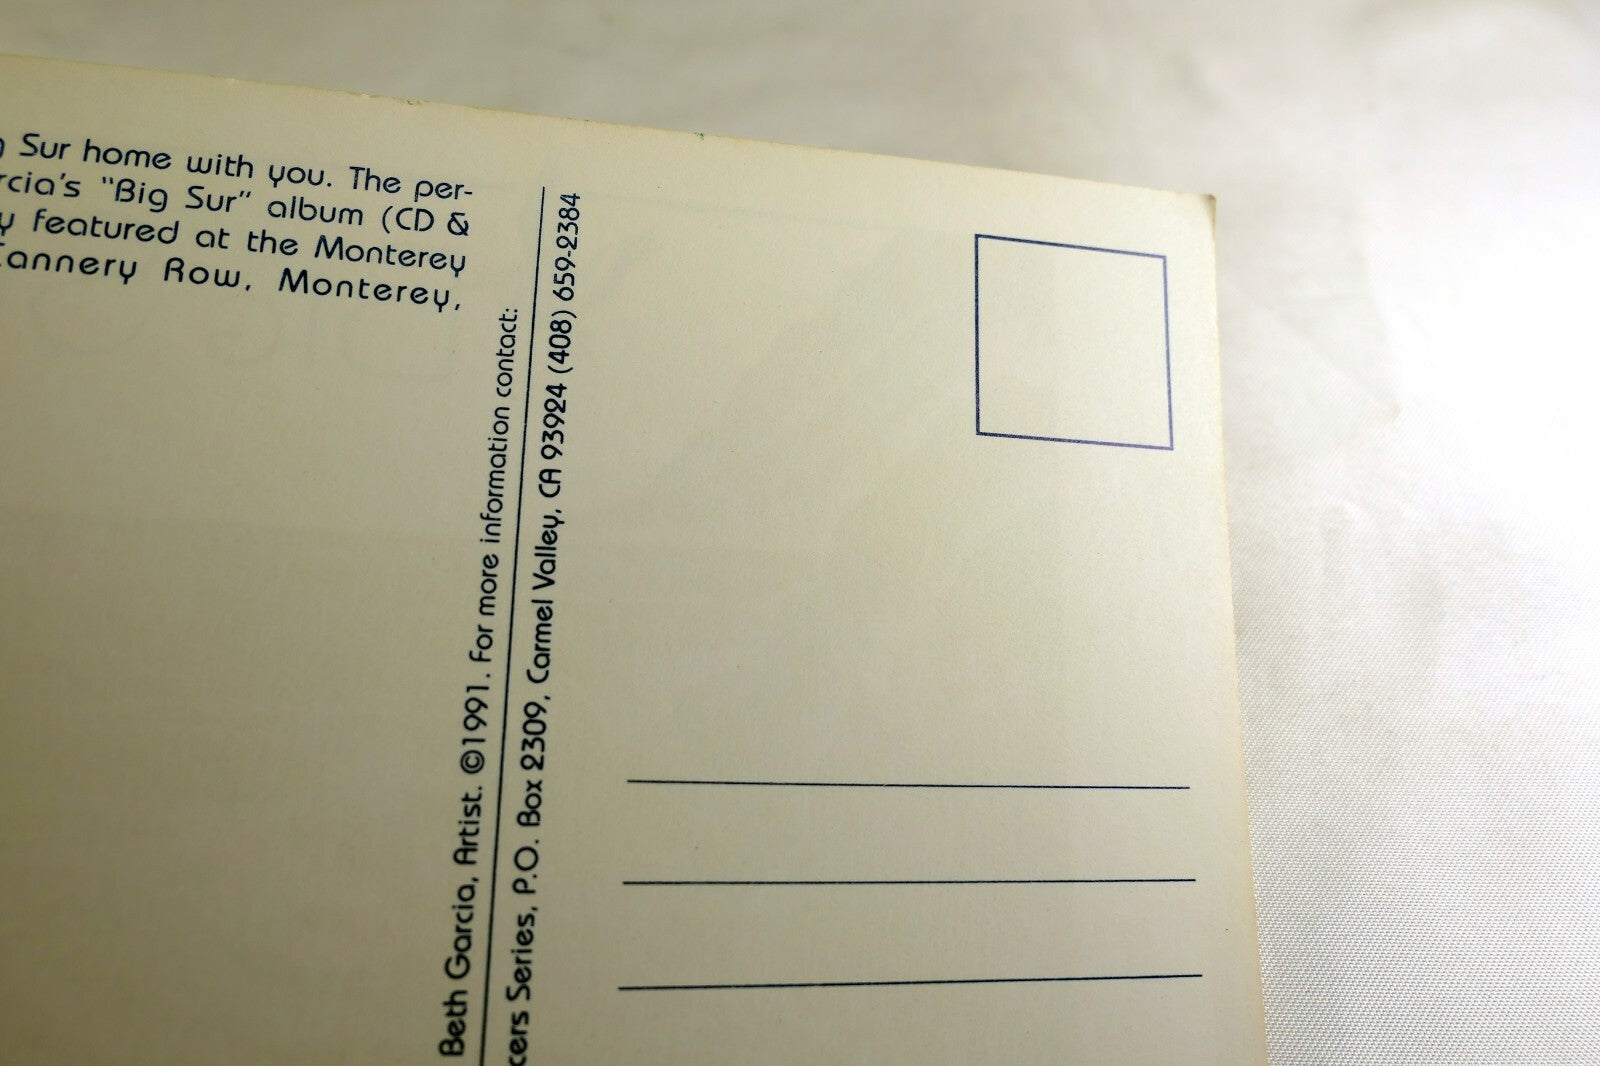 Sur home with you. The per-
rcia's "Big Sur" album (CD &
y featured at the Monterey
annery Row, Monterey,
Beth Garcia, Artist. ©1991. For more information contact:
cers Series, P.O. Box 2309, Carmel Valley, CA 93924 (408) 659-2384